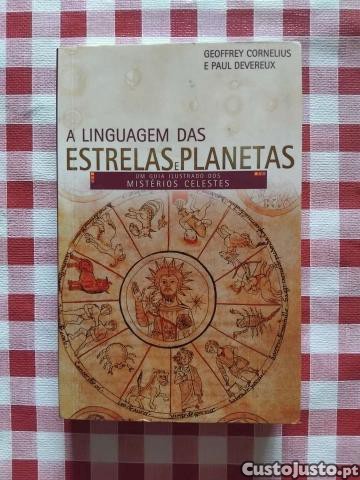 GEOFFREY CORNELIUS
E PAUL DEVEREUX
A LINGUAGEM DAS
ESTRELAS E PLANETAS
UM GUIA ILUSTRADO DOS
MISTÉRIOS CELESTES
CustoJusto.pt